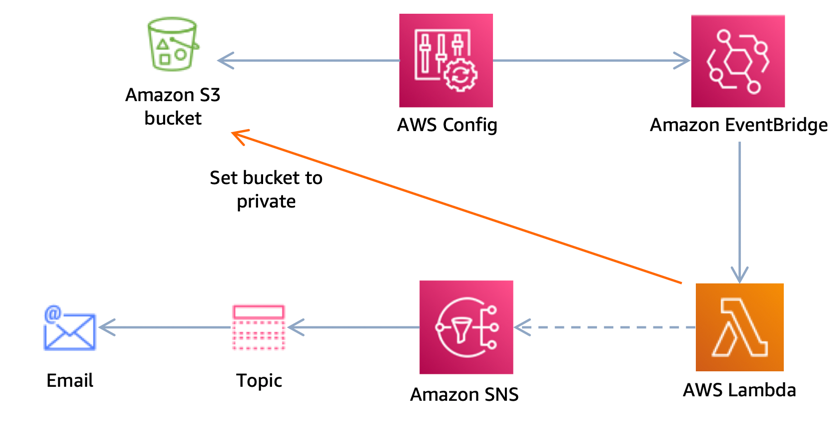 Amazon S3
bucket
AWS Config
Amazon EventBridge
Set bucket to
private
@
Email
Topic
Amazon SNS
AWS Lambda